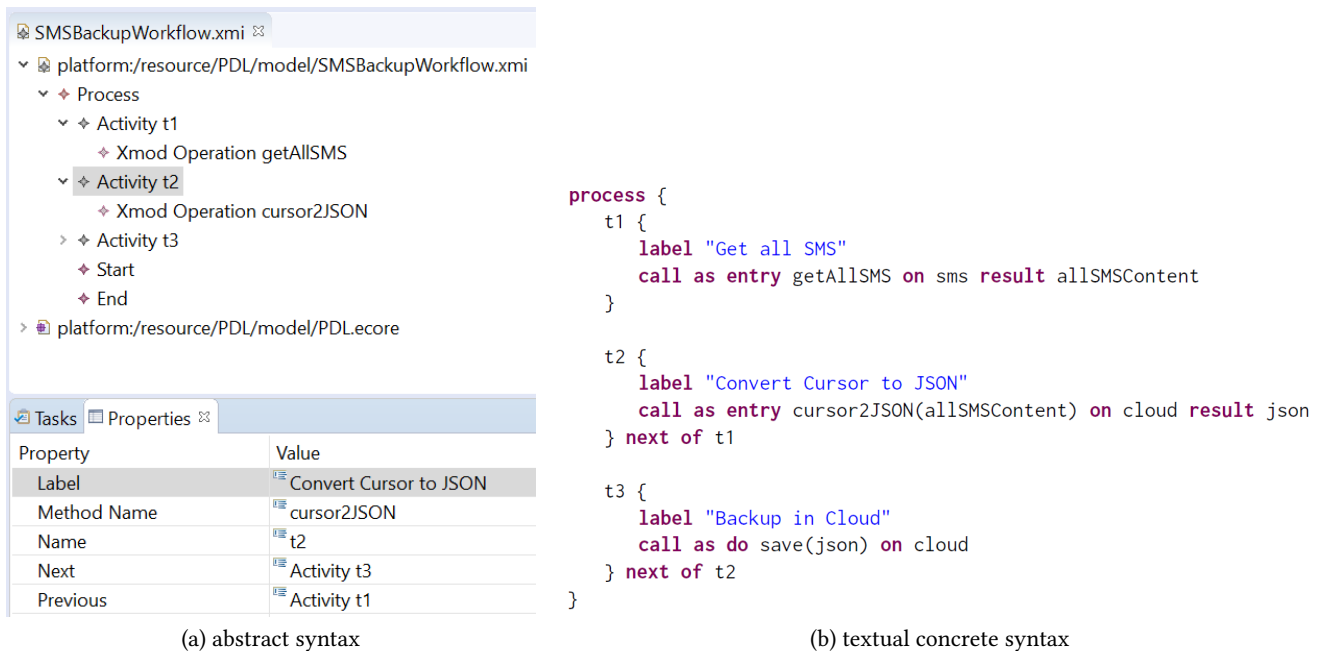 SMSBackupWorkflow.xmi
platform:/resource/PDL/model/SMSBackupWorkflow.xmi
Process
Activity t1
Xmod Operation getAllSMS
Activity t2
Xmod Operation cursor2JSON
Activity t3
Start
End
platform:/resource/PDL/model/PDL.ecore
Tasks Properties
Property Value
Label Convert Cursor to JSON
Method Name cursor2JSON
Name t2
Next Activity t3
Previous Activity t1
(a) abstract syntax
process {
t1 {
label "Get all SMS"
call as entry getAllSMS on sms result allSMSContent
}
t2 {
label "Convert Cursor to JSON"
call as entry cursor2JSON(allSMSContent) on cloud result json
} next of t1
t3 {
label "Backup in Cloud"
call as do save(json) on cloud
} next of t2
}
(b) textual concrete syntax